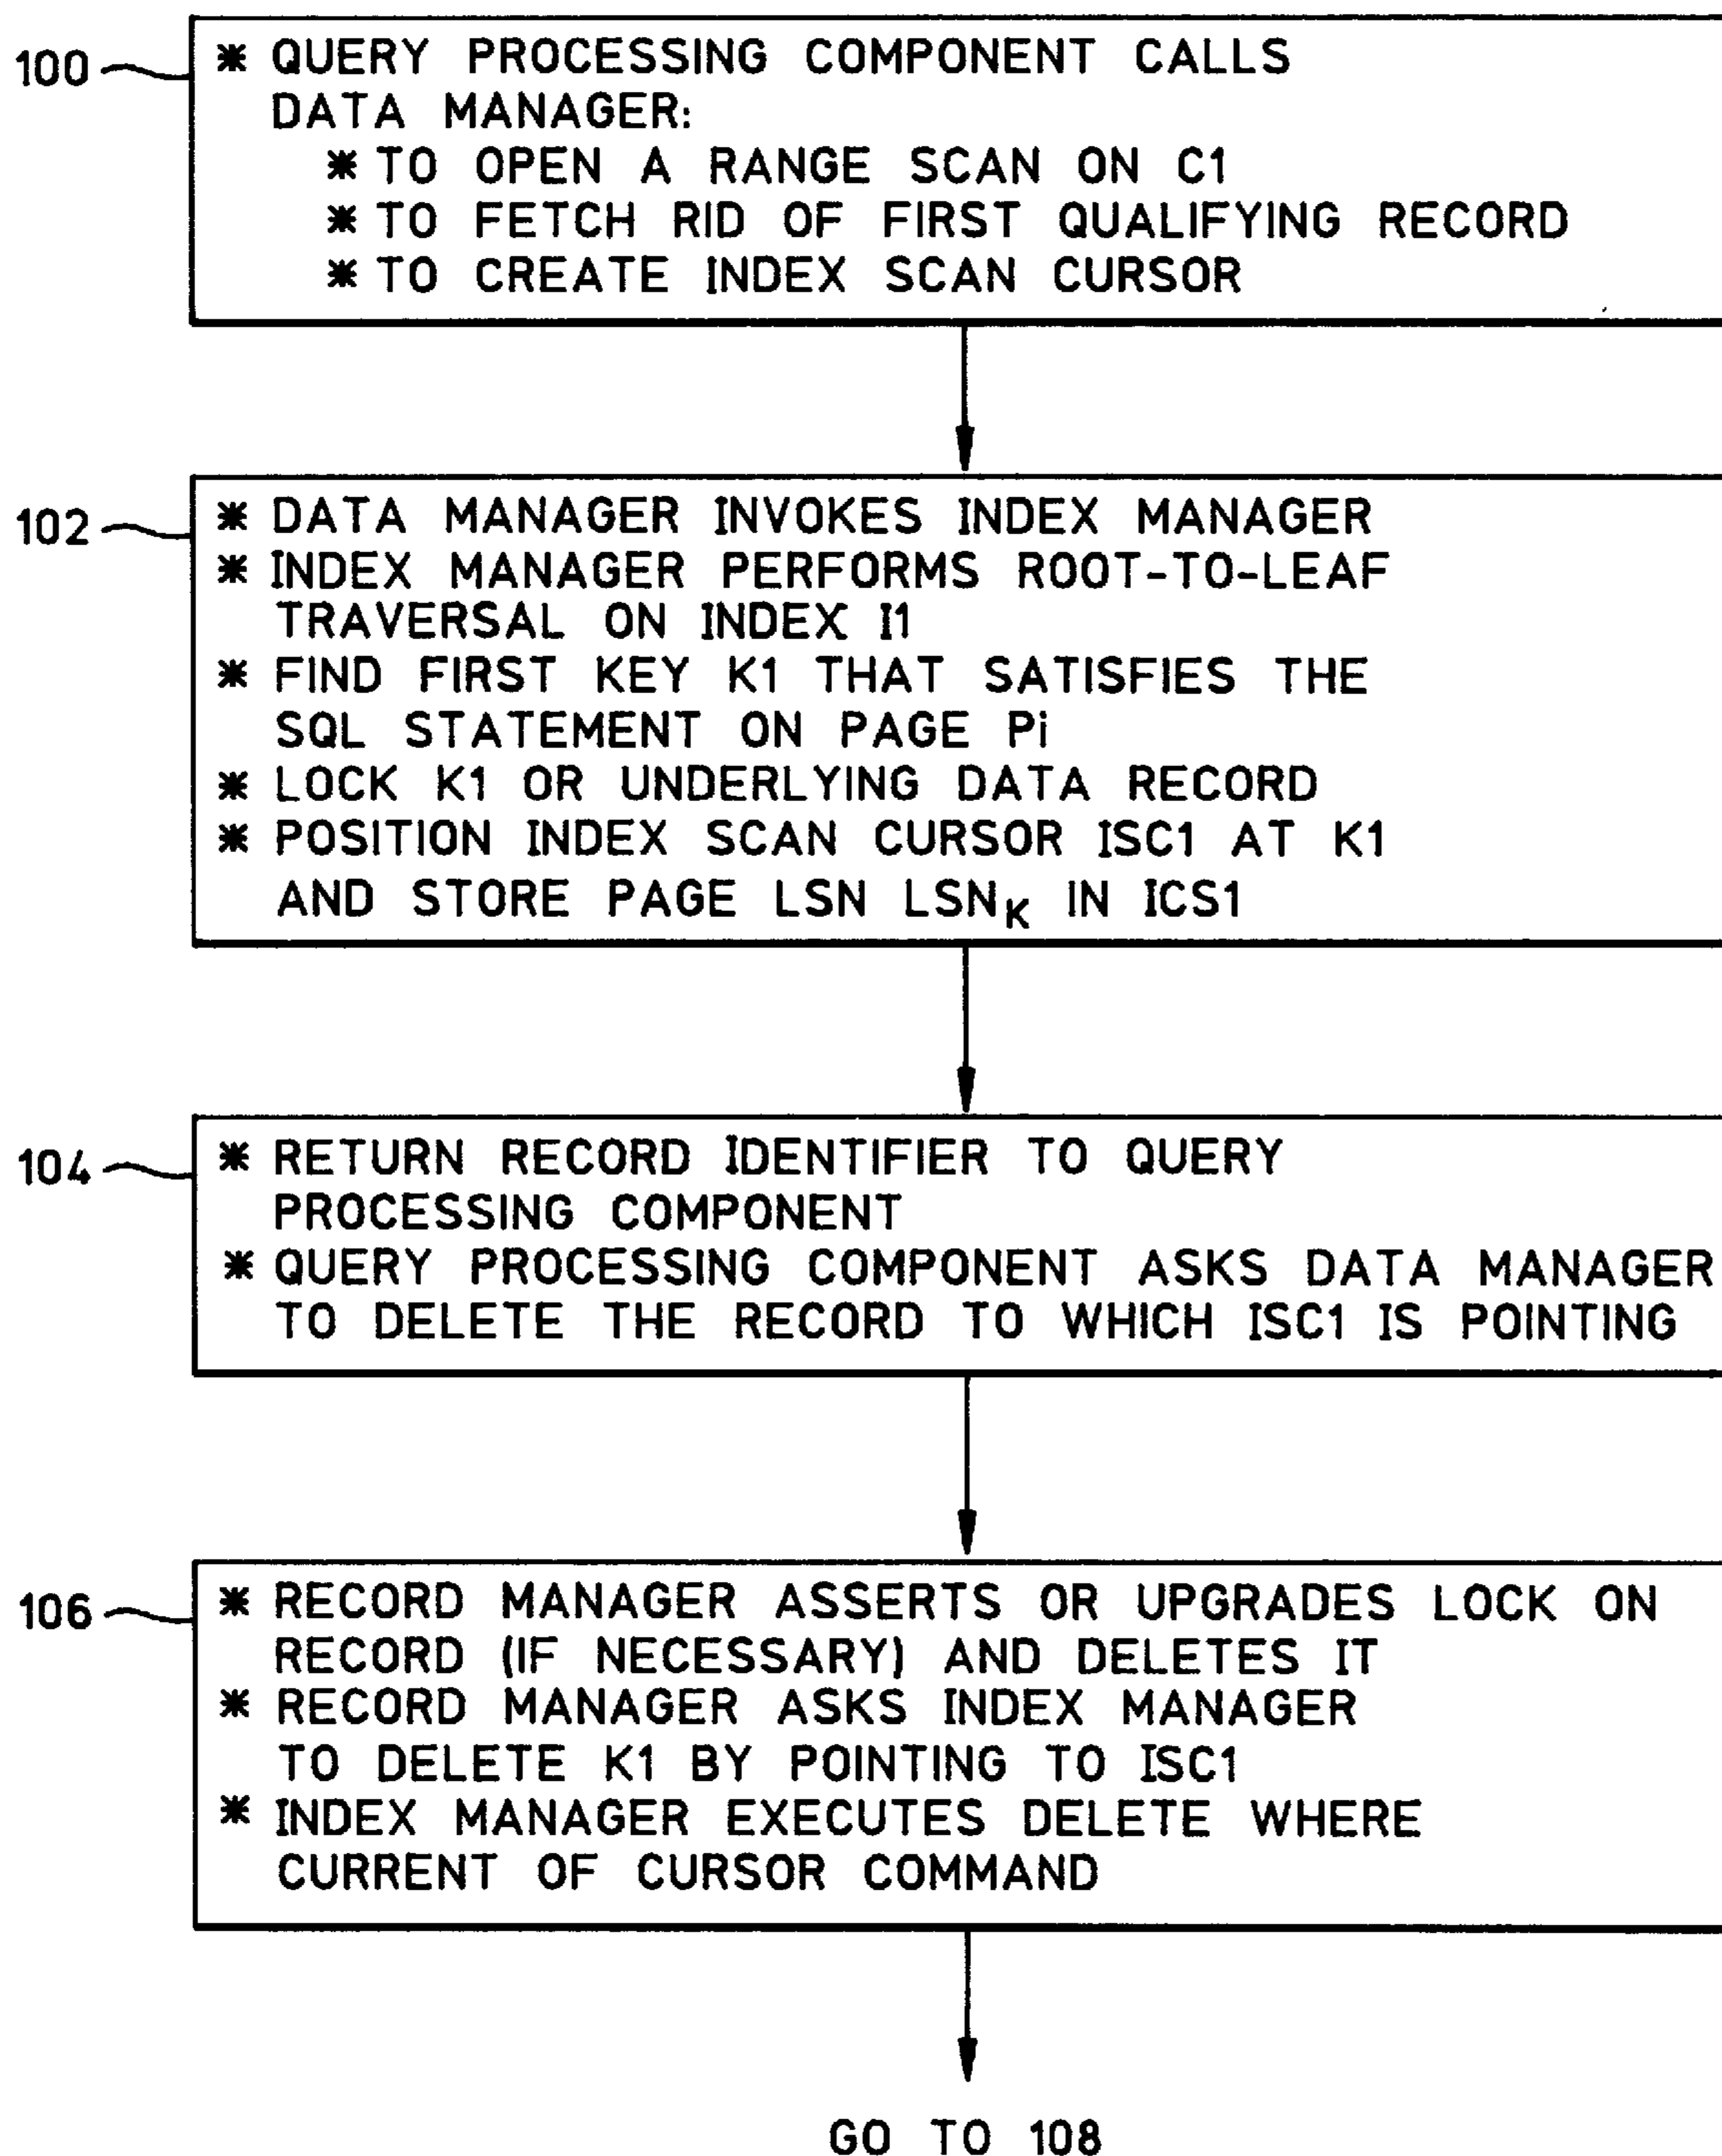 100
* QUERY PROCESSING COMPONENT CALLS
DATA MANAGER:
* TO OPEN A RANGE SCAN ON C1
* TO FETCH RID OF FIRST QUALIFYING RECORD
* TO CREATE INDEX SCAN CURSOR
102
* DATA MANAGER INVOKES INDEX MANAGER
* INDEX MANAGER PERFORMS ROOT-TO-LEAF
TRAVERSAL ON INDEX I1
* FIND FIRST KEY K1 THAT SATISFIES THE
SQL STATEMENT ON PAGE Pi
* LOCK K1 OR UNDERLYING DATA RECORD
* POSITION INDEX SCAN CURSOR ISC1 AT K1
AND STORE PAGE LSN LSNK IN ICS1
104
* RETURN RECORD IDENTIFIER TO QUERY
PROCESSING COMPONENT
* QUERY PROCESSING COMPONENT ASKS DATA MANAGER
TO DELETE THE RECORD TO WHICH ISC1 IS POINTING
106
* RECORD MANAGER ASSERTS OR UPGRADES LOCK ON
RECORD (IF NECESSARY) AND DELETES IT
* RECORD MANAGER ASKS INDEX MANAGER
TO DELETE K1 BY POINTING TO ISC1
* INDEX MANAGER EXECUTES DELETE WHERE
CURRENT OF CURSOR COMMAND
GO TO 108